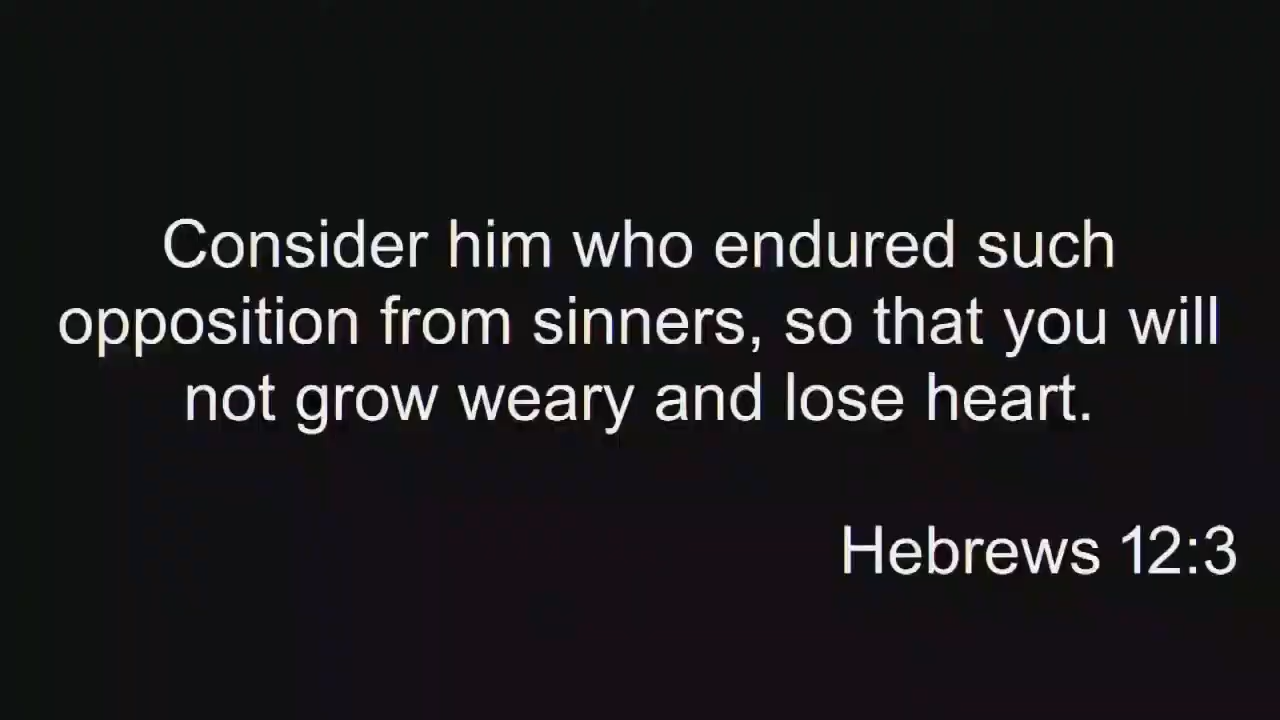 Consider him who endured such
opposition from sinners, so that you will
not grow weary and lose heart.
Hebrews 12:3